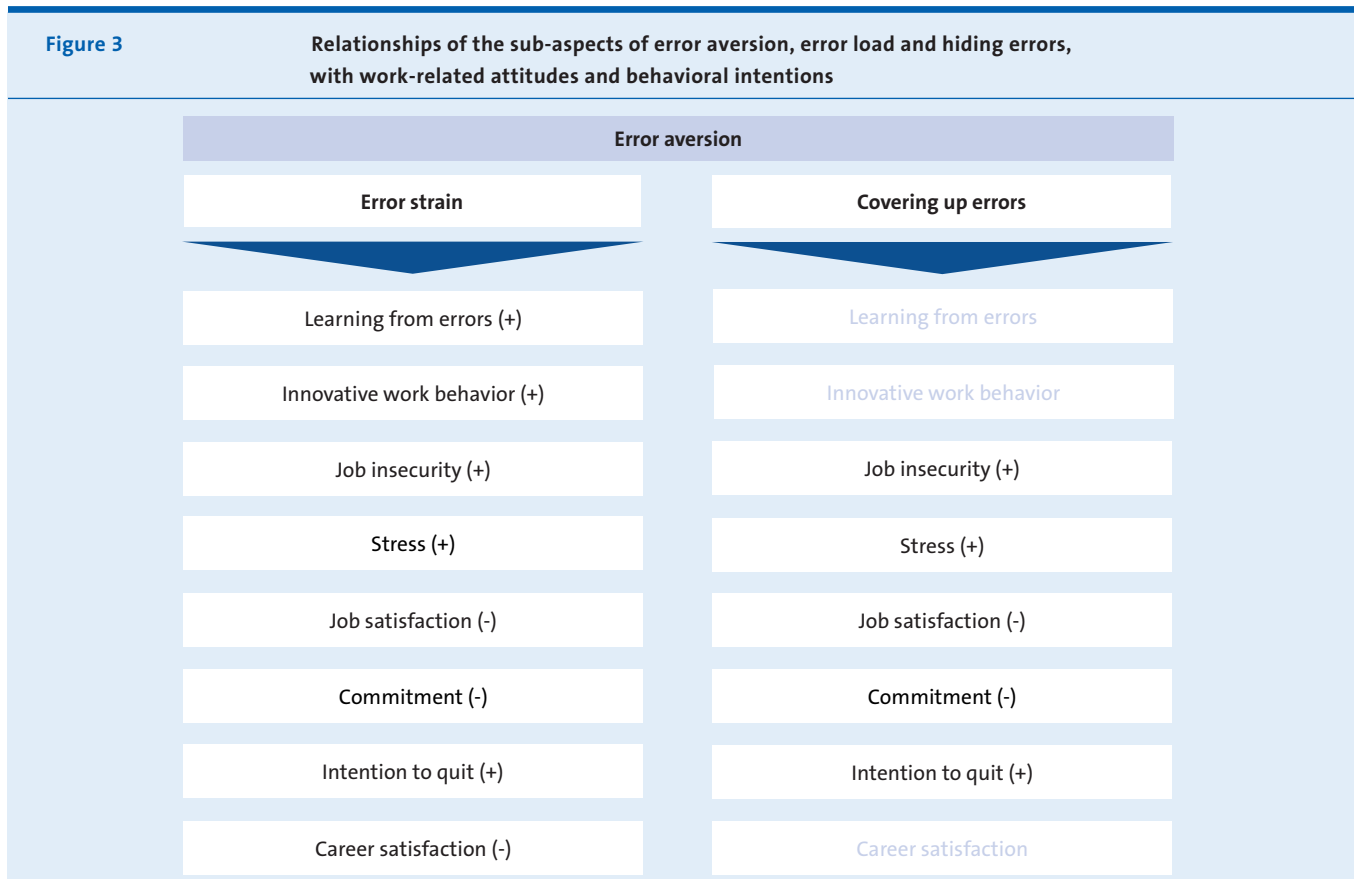 Figure 3
Relationships of the sub-aspects of error aversion, error load and hiding errors,
with work-related attitudes and behavioral intentions
Error aversion
Error strain
Covering up errors
Learning from errors (+)
Learning from errors
Innovative work behavior (+)
Innovative work behavior
Job insecurity (+)
Job insecurity (+)
Stress (+)
Stress (+)
Job satisfaction (-)
Job satisfaction (-)
Commitment (-)
Commitment (-)
Intention to quit (+)
Intention to quit (+)
Career satisfaction (-)
Career satisfaction